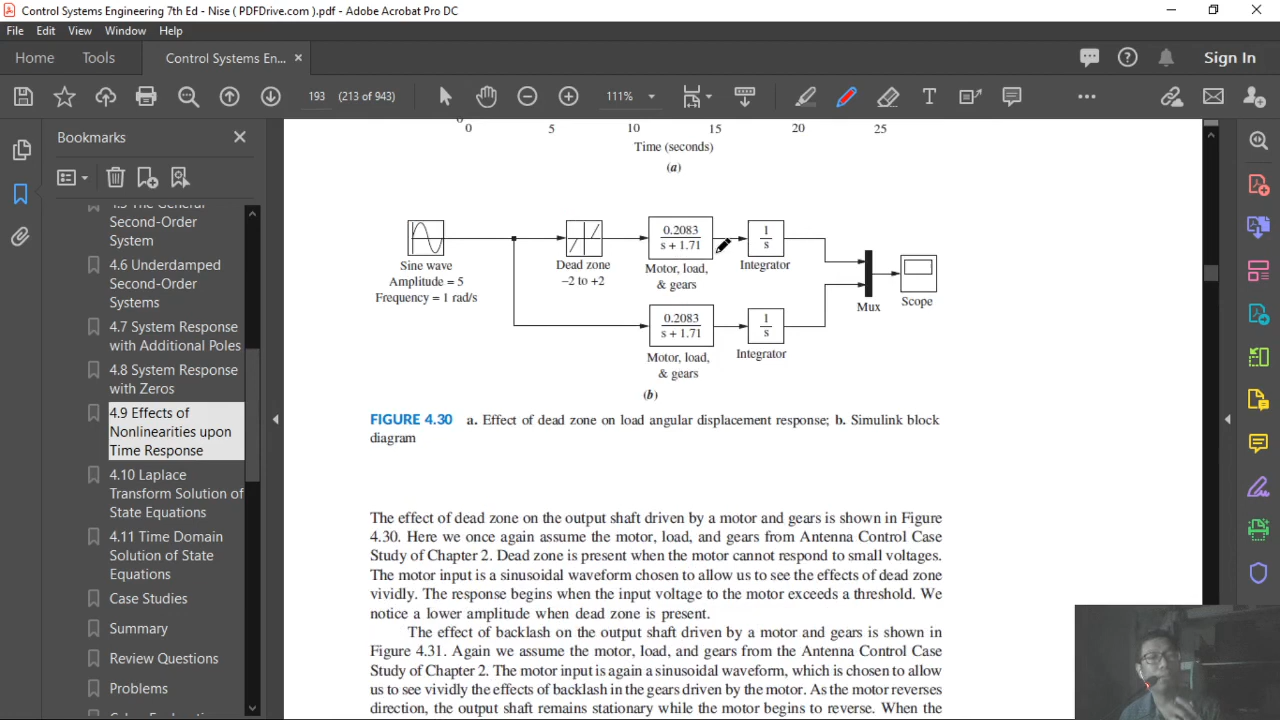 Control Systems Engineering 7th Ed - Nise ( PDFDrive.com ).pdf - Adobe Acrobat Pro DC
File Edit View Window Help
Home Tools Control Systems En... × Sign In
193 (213 of 943) 111%
Bookmarks
4.5 The General
Second-Order
System
4.6 Underdamped
Second-Order
Systems
4.7 System Response
with Additional Poles
4.8 System Response
with Zeros
4.9 Effects of
Nonlinearities upon
Time Response
4.10 Laplace
Transform Solution of
State Equations
4.11 Time Domain
Solution of State
Equations
Case Studies
Summary
Review Questions
Problems
0
0 5 10 15 20 25
Time (seconds)
(a)
Sine wave
Amplitude = 5
Frequency = 1 rad/s
Dead zone
−2 to +2
0.2083
s + 1.71
Motor, load,
& gears
1
s
Integrator
0.2083
s + 1.71
Motor, load,
& gears
1
s
Integrator
Mux
Scope
(b)
FIGURE 4.30 a. Effect of dead zone on load angular displacement response; b. Simulink block
diagram
The effect of dead zone on the output shaft driven by a motor and gears is shown in Figure
4.30. Here we once again assume the motor, load, and gears from Antenna Control Case
Study of Chapter 2. Dead zone is present when the motor cannot respond to small voltages.
The motor input is a sinusoidal waveform chosen to allow us to see the effects of dead zone
vividly. The response begins when the input voltage to the motor exceeds a threshold. We
notice a lower amplitude when dead zone is present.
The effect of backlash on the output shaft driven by a motor and gears is shown in
Figure 4.31. Again we assume the motor, load, and gears from the Antenna Control Case
Study of Chapter 2. The motor input is again a sinusoidal waveform, which is chosen to allow
us to see vividly the effects of backlash in the gears driven by the motor. As the motor reverses
direction, the output shaft remains stationary while the motor begins to reverse. When the